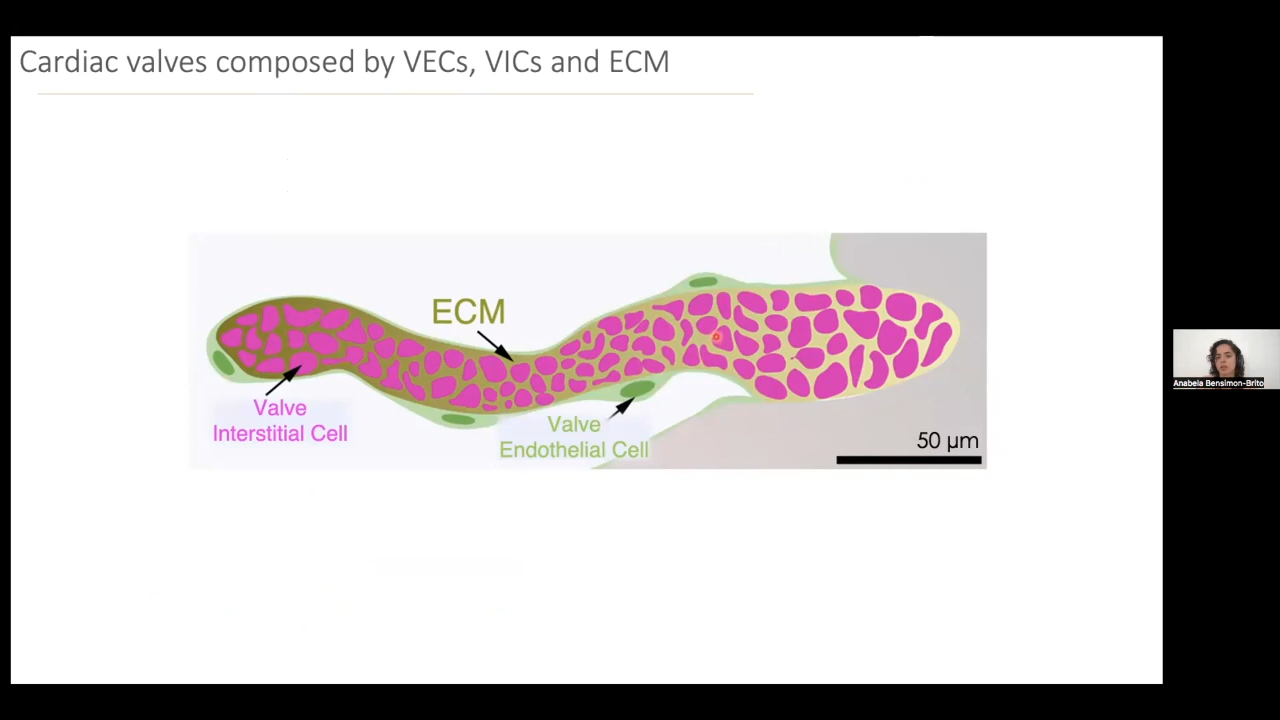 Cardiac valves composed by VECs, VICs and ECM
ECM
Valve
Interstitial Cell
Valve
Endothelial Cell
50 µm
Anabela Bensimon-Brito